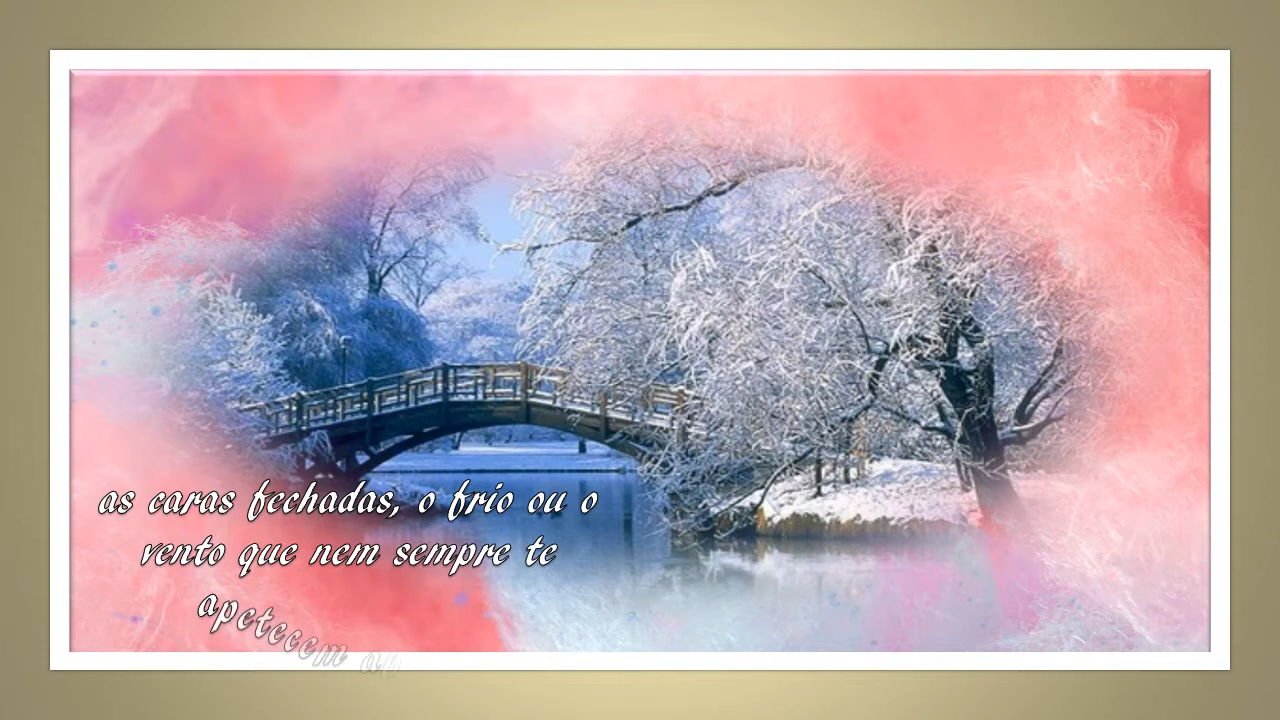 as caras fechadas, o frio ou o
vento que nem sempre te
apetecem